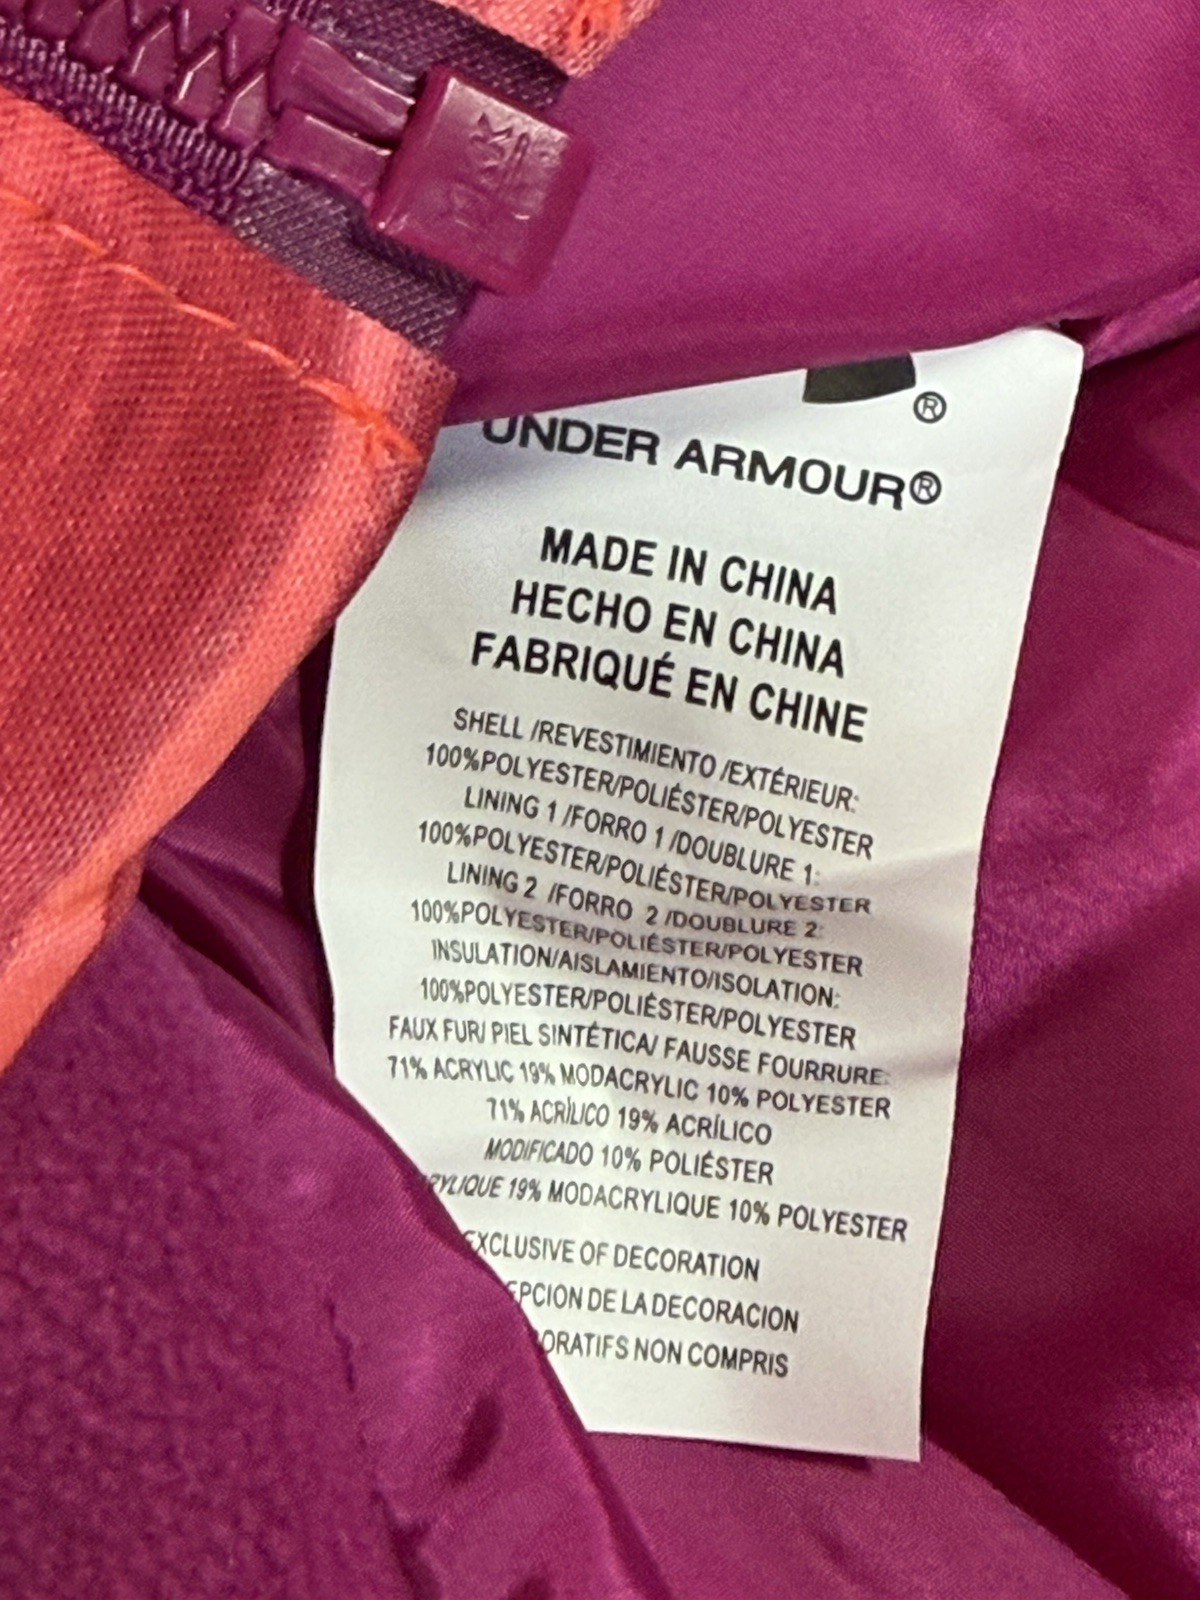 ®
UNDER ARMOUR®
MADE IN CHINA
HECHO EN CHINA
FABRIQUÉ EN CHINE
SHELL /REVESTIMIENTO /EXTÉRIEUR:
100%POLYESTER/POLIÉSTER/POLYESTER
LINING 1 /FORRO 1 /DOUBLURE 1:
100%POLYESTER/POLIÉSTER/POLYESTER
LINING 2 /FORRO 2 /DOUBLURE 2:
100%POLYESTER/POLIÉSTER/POLYESTER
INSULATION/AISLAMIENTO/ISOLATION:
100%POLYESTER/POLIÉSTER/POLYESTER
FAUX FUR/ PIEL SINTÉTICA/ FAUSSE FOURRURE:
71% ACRYLIC 19% MODACRYLIC 10% POLYESTER
71% ACRÍLICO 19% ACRÍLICO
MODIFICADO 10% POLIÉSTER
RYLIQUE 19% MODACRYLIQUE 10% POLYESTER
EXCLUSIVE OF DECORATION
EPCION DE LA DECORACION
ORATIFS NON COMPRIS